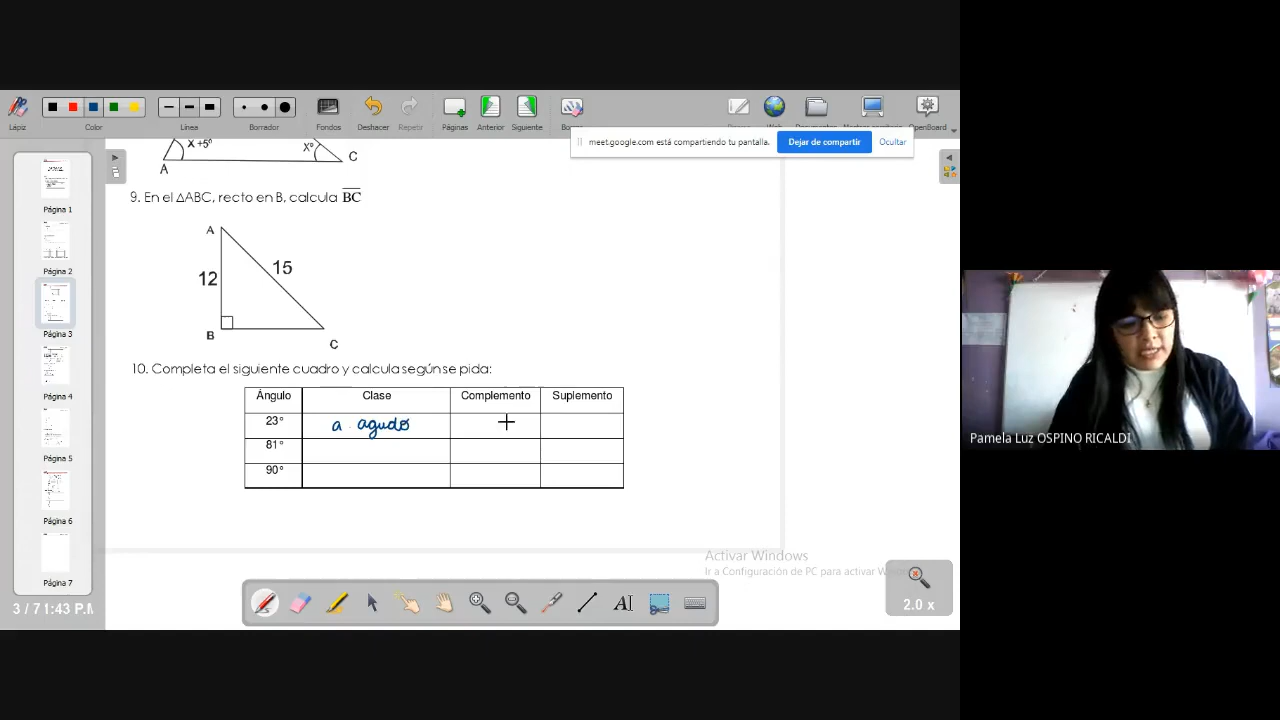 Lápiz
Color
Línea
Borrador
Fondos
Deshacer
Repetir
Páginas
Anterior
Siguiente
OpenBoard
meet.google.com está compartiendo tu pantalla.
Dejar de compartir
Ocultar
X +5°
X°
A
C
9. En el ΔABC, recto en B, calcula BC
A
12
15
B
C
10. Completa el siguiente cuadro y calcula según se pida:
Ángulo Clase Complemento Suplemento
23° a agudo
81°
90°
Página 1
Página 2
Página 3
Página 4
Página 5
Página 6
Página 7
3 / 7 1:43 P.M
Activar Windows
Ir a Configuración de PC para activar
2.0 x
Pamela Luz OSPINO RICALDI